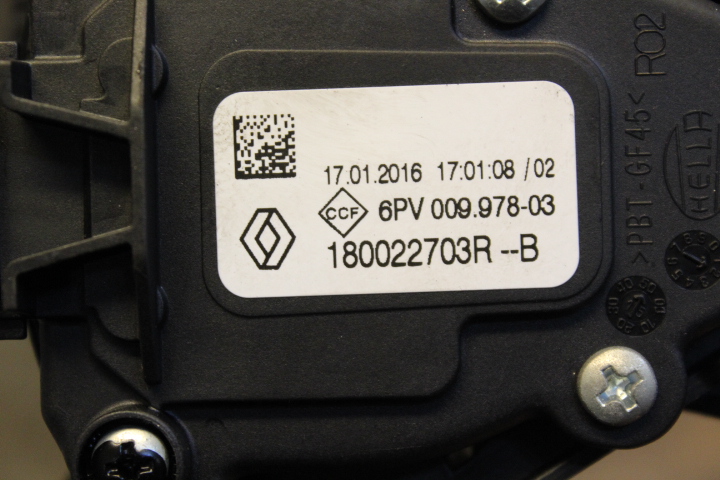 17.01.2016 17:01:08 /02
CCF 6PV 009.978-03
180022703R --B
>PBT-GF45< R02
HELLA